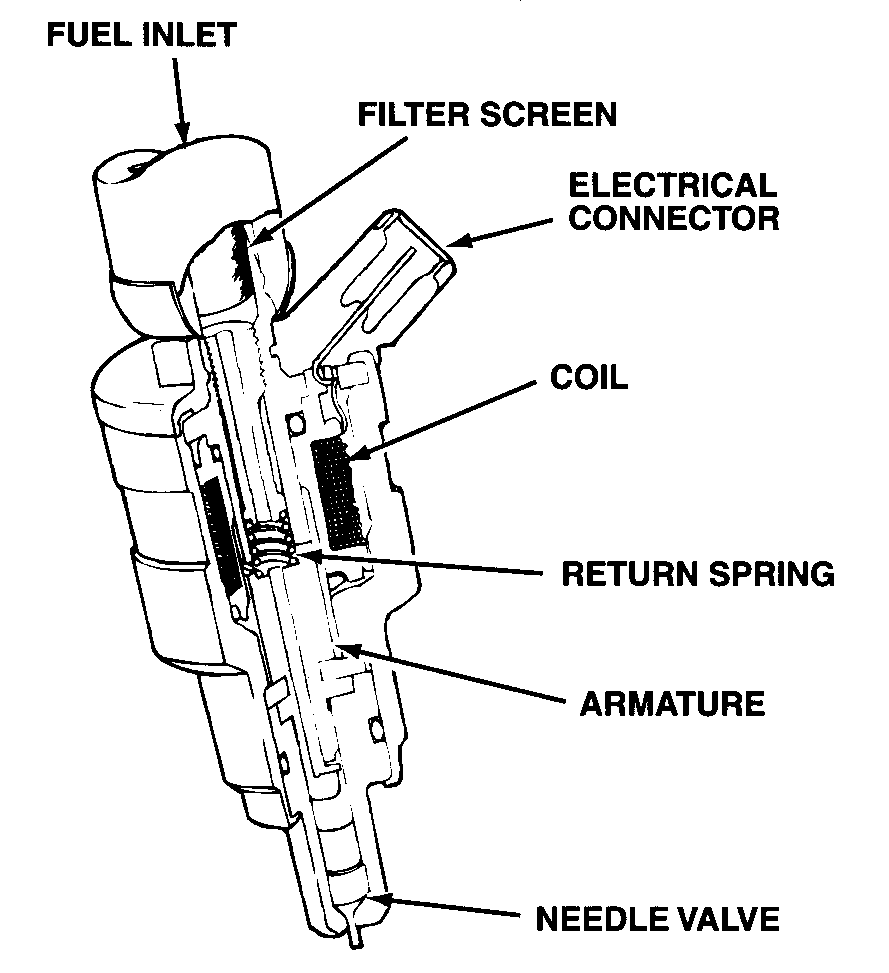 FUEL INLET
FILTER SCREEN
ELECTRICAL
CONNECTOR
COIL
RETURN SPRING
ARMATURE
NEEDLE VALVE